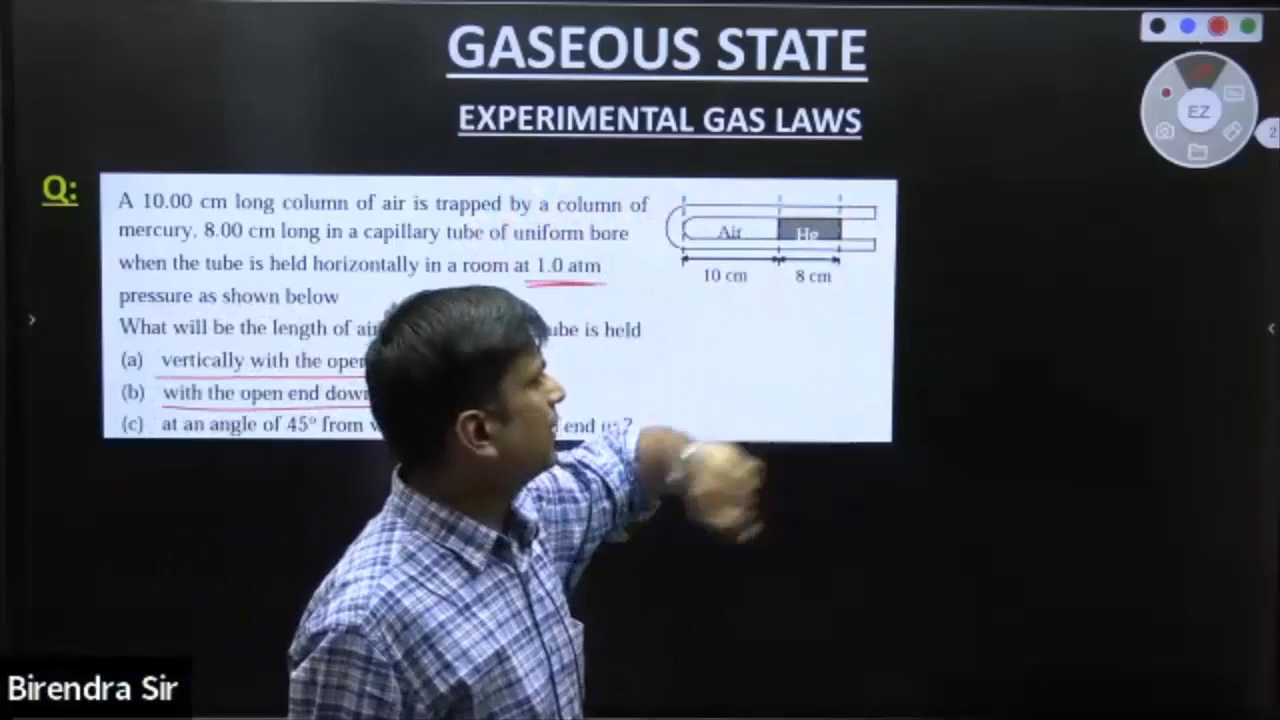 GASEOUS STATE
EXPERIMENTAL GAS LAWS
EZ
2
Q:
A 10.00 cm long column of air is trapped by a column of
mercury, 8.00 cm long in a capillary tube of uniform bore
when the tube is held horizontally in a room at 1.0 atm
pressure as shown below
What will be the length of tube is held
(a) vertically with the open
(b) with the open end down
(c) at an angle of 45° from end up?
Air
Hg
10 cm
8 cm
Birendra Sir